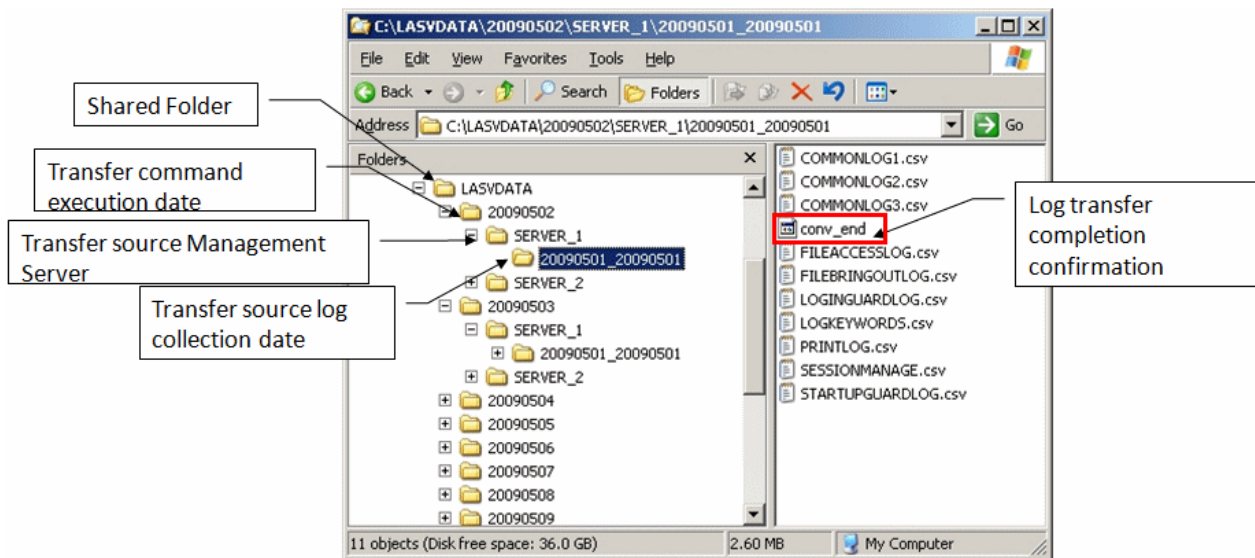 C:\LASVDATA\20090502\SERVER_1\20090501_20090501
File Edit View Favorites Tools Help
Back Search Folders
Address C:\LASVDATA\20090502\SERVER_1\20090501_20090501 Go
Folders
LASVDATA
20090502
SERVER_1
20090501_20090501
SERVER_2
20090503
SERVER_1
20090501_20090501
SERVER_2
20090504
20090505
20090506
20090507
20090508
20090509
COMMONLOG1.csv
COMMONLOG2.csv
COMMONLOG3.csv
conv_end
FILEACCESSLOG.csv
FILEBRINGOUTLOG.csv
LOGINGUARDLOG.csv
LOGKEYWORDS.csv
PRINTLOG.csv
SESSIONMANAGE.csv
STARTUPGUARDLOG.csv
11 objects (Disk free space: 36.0 GB) 2.60 MB My Computer
Shared Folder
Transfer command
execution date
Transfer source Management
Server
Transfer source log
collection date
Log transfer
completion
confirmation